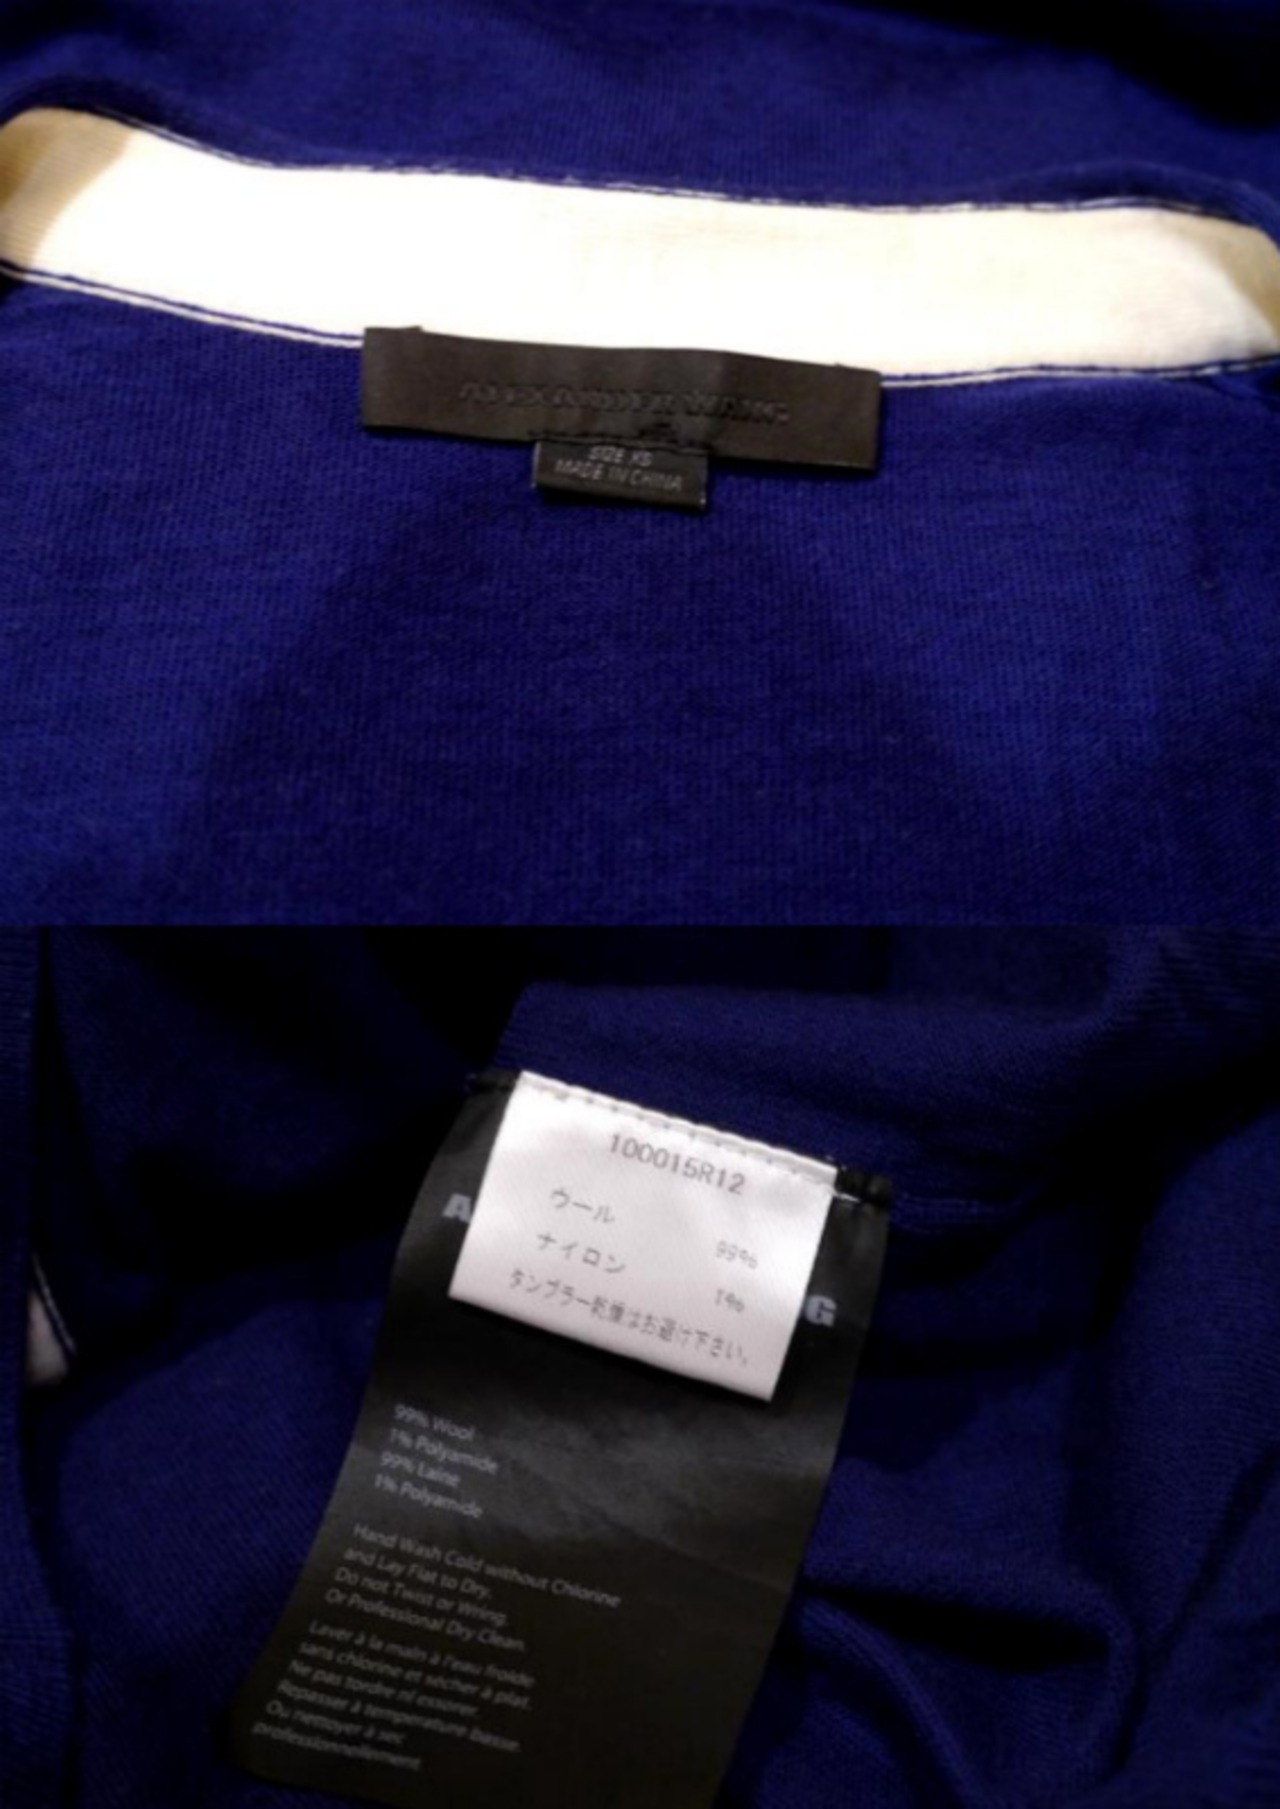 ALEXANDER WANG
SIZE XS
MADE IN CHINA
100015R12
ウール 99%
ナイロン 1%
タンブラー乾燥はお避け下さい。
A
G
99% Wool
1% Polyamide
99% Laine
1% Polyamide
Hand Wash Cold without Chlorine
and Lay Flat to Dry.
Do not Twist or Wring.
Or Professional Dry Clean.
Laver à la main à l'eau froide
sans chlorine et sécher à plat.
Ne pas tordre ni essorer.
Repasser à temperature basse.
Ou nettoyer à sec
professionnellement.